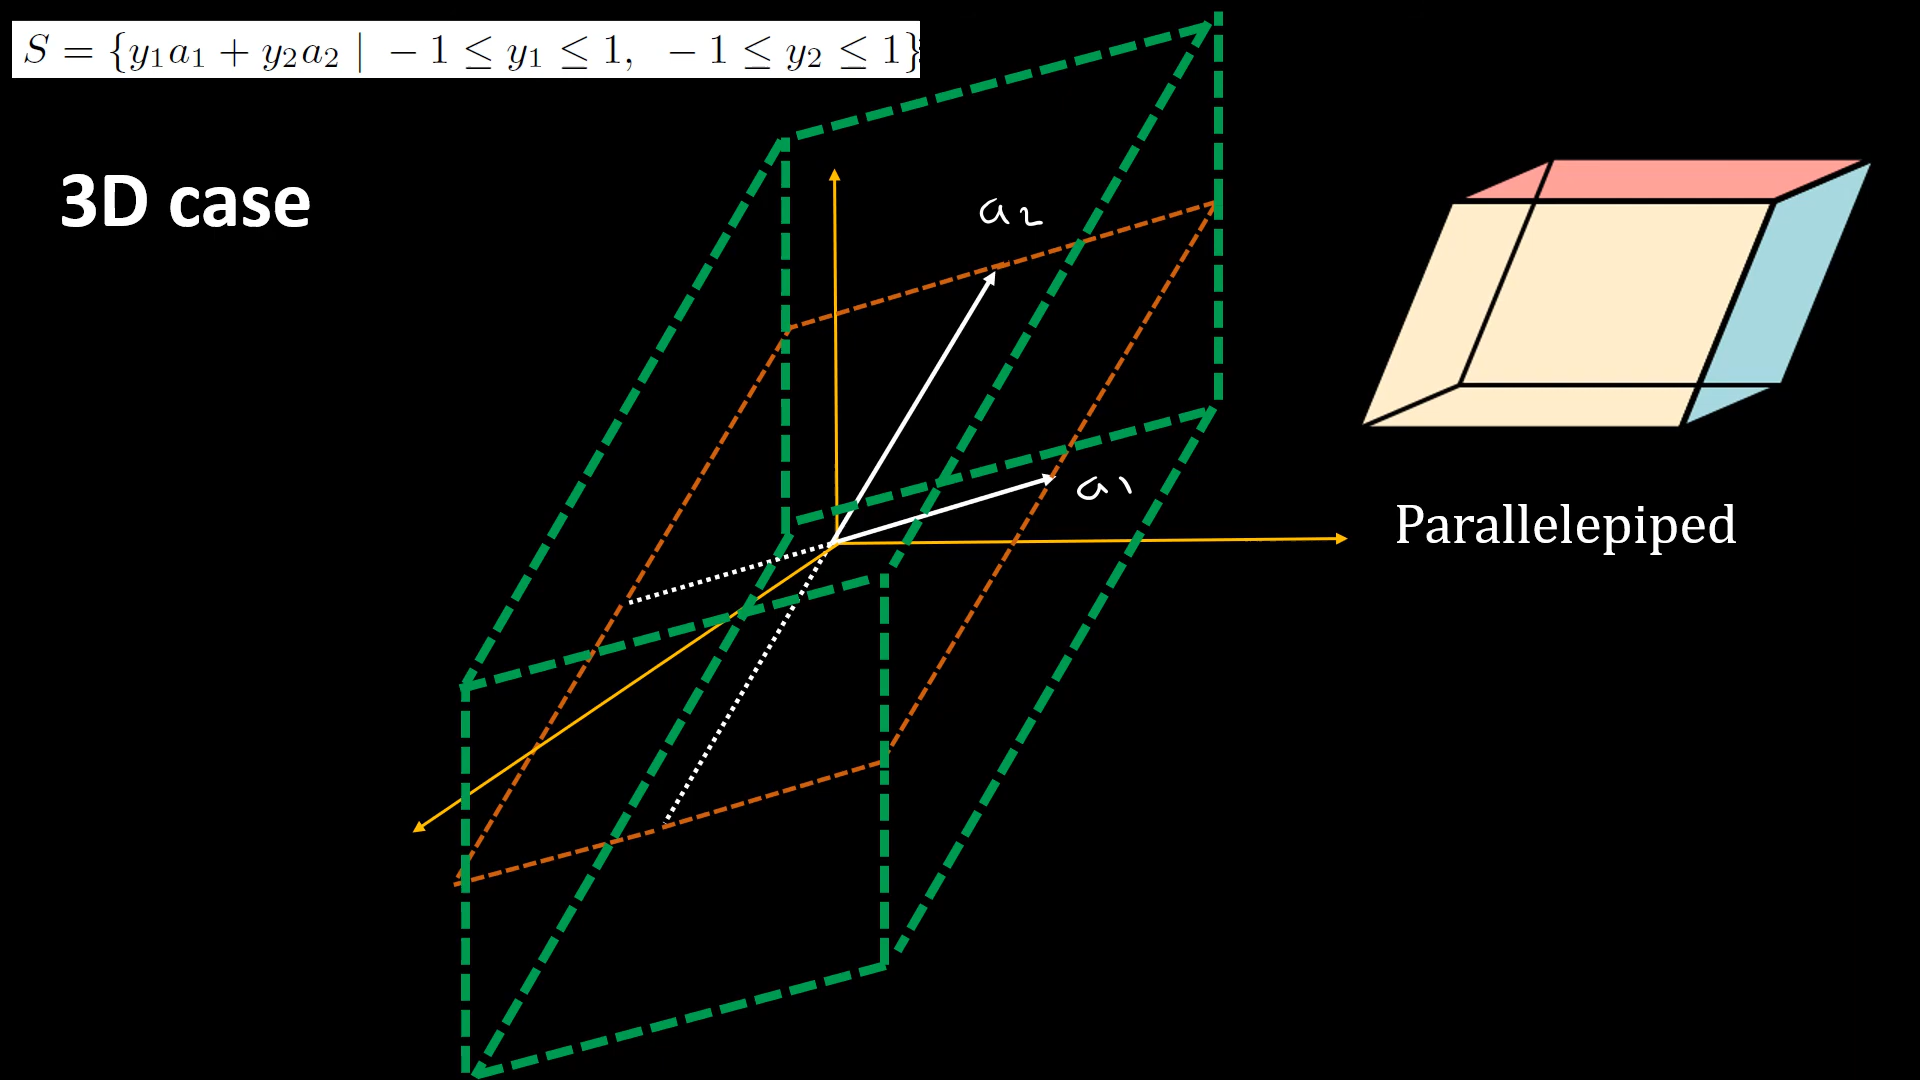 S = {y₁a₁ + y₂a₂ | − 1 ≤ y₁ ≤ 1, − 1 ≤ y₂ ≤ 1}
3D case
a₂
a₁
Parallelepiped